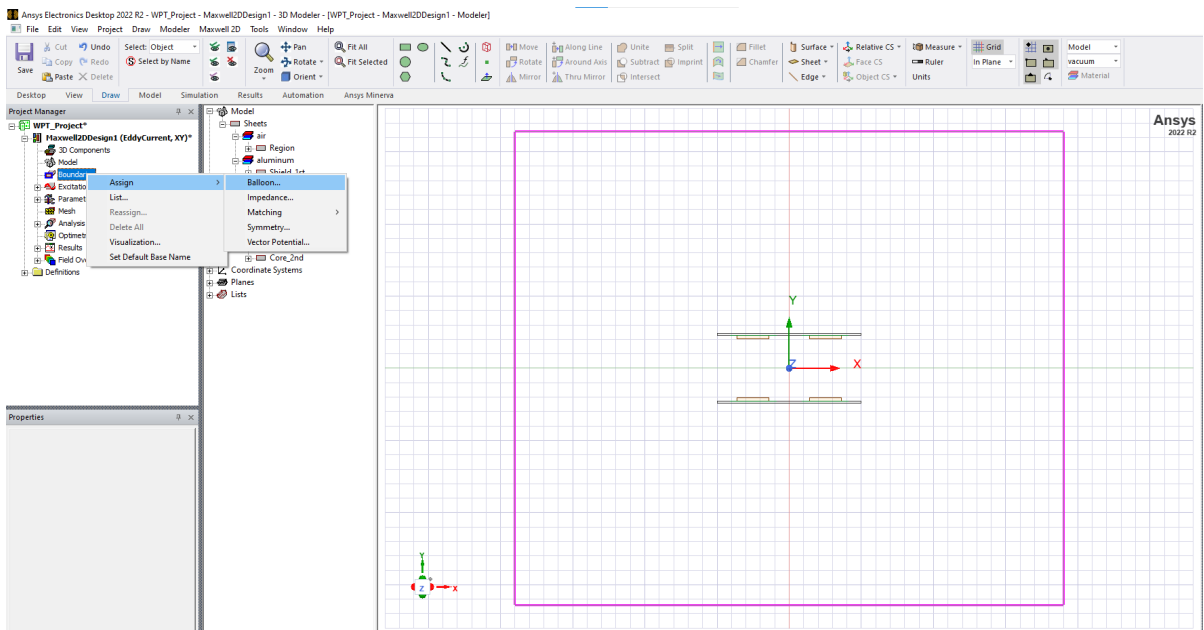 Ansys Electronics Desktop 2022 R2 - WPT_Project - Maxwell2DDesign1 - 3D Modeler - [WPT_Project - Maxwell2DDesign1 - Modeler]
File Edit View Project Draw Modeler Maxwell 2D Tools Window Help
Save
Cut Undo
Copy Redo
Paste Delete
Select: Object
Select by Name
Zoom
Pan
Rotate
Orient
Fit All
Fit Selected
Move Along Line Unite Split Fillet
Rotate Around Axis Subtract Imprint Chamfer
Mirror Thru Mirror Intersect
Surface Relative CS Measure Grid
Sheet Face CS Ruler In Plane
Edge Object CS Units
Model
vacuum
Material
Desktop View Draw Model Simulation Results Automation Ansys Minerva
Project Manager
WPT_Project*
Maxwell2DDesign1 (EddyCurrent, XY)*
3D Components
Model
Excitatio
Paramet
Mesh
Analysis
Optimetr
Results
Field Ov
Definitions
Assign
List...
Reassign...
Delete All
Visualization...
Set Default Base Name
Balloon...
Impedance...
Matching
Symmetry...
Vector Potential...
Model
Sheets
air
Region
aluminum
Shield_1st
Core_2nd
Coordinate Systems
Planes
Lists
Properties
Ansys
2022 R2
Y
X
Z
Y
Z X